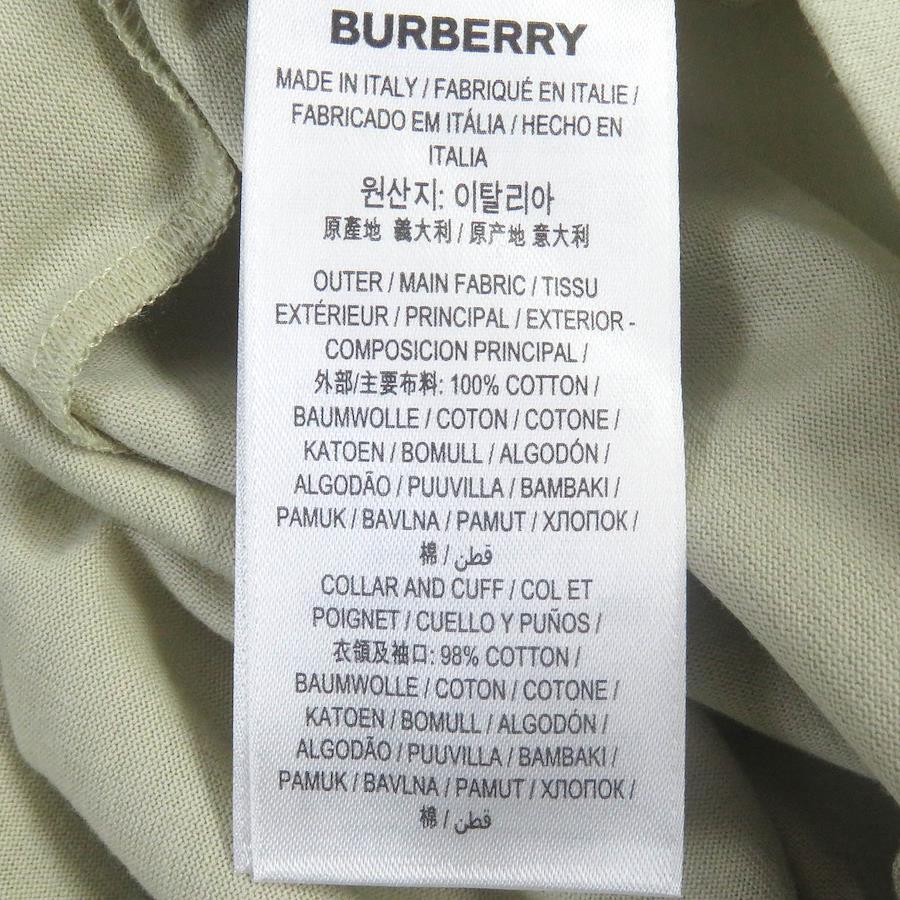 BURBERRY
MADE IN ITALY / FABRIQUÉ EN ITALIE /
FABRICADO EM ITÁLIA / HECHO EN
ITALIA
원산지: 이탈리아
原產地 義大利 / 原产地 意大利
OUTER / MAIN FABRIC / TISSU
EXTÉRIEUR / PRINCIPAL / EXTERIOR -
COMPOSICION PRINCIPAL /
外部/主要布料: 100% COTTON /
BAUMWOLLE / COTON / COTONE /
KATOEN / BOMULL / ALGODÓN /
ALGODÃO / PUUVILLA / BAMBAKI /
PAMUK / BAVLNA / PAMUT / ХЛОПОК /
棉 / قطن
COLLAR AND CUFF / COL ET
POIGNET / CUELLO Y PUÑOS /
衣領及袖口: 98% COTTON /
BAUMWOLLE / COTON / COTONE /
KATOEN / BOMULL / ALGODÓN /
ALGODÃO / PUUVILLA / BAMBAKI /
PAMUK / BAVLNA / PAMUT / ХЛОПОК /
棉 / قطن